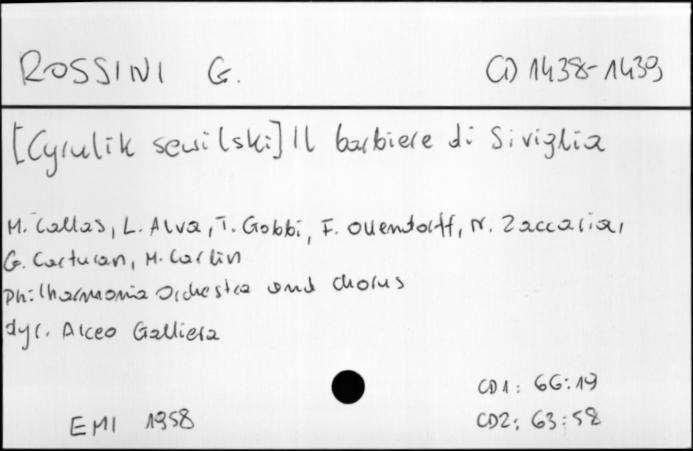 ROSSINI G. CD 1438-1439
[Cyrulik sewilski] Il barbiere di Siviglia
M. Callas, L. Alva, T. Gobbi, F. Ollendorff, N. Zaccaria,
G. Carturan, M. Carlin
Philharmonia Orchestra and Chorus
dyr. Alceo Galliera
CD1: 66:19
EMI 1958 CD2: 63:58